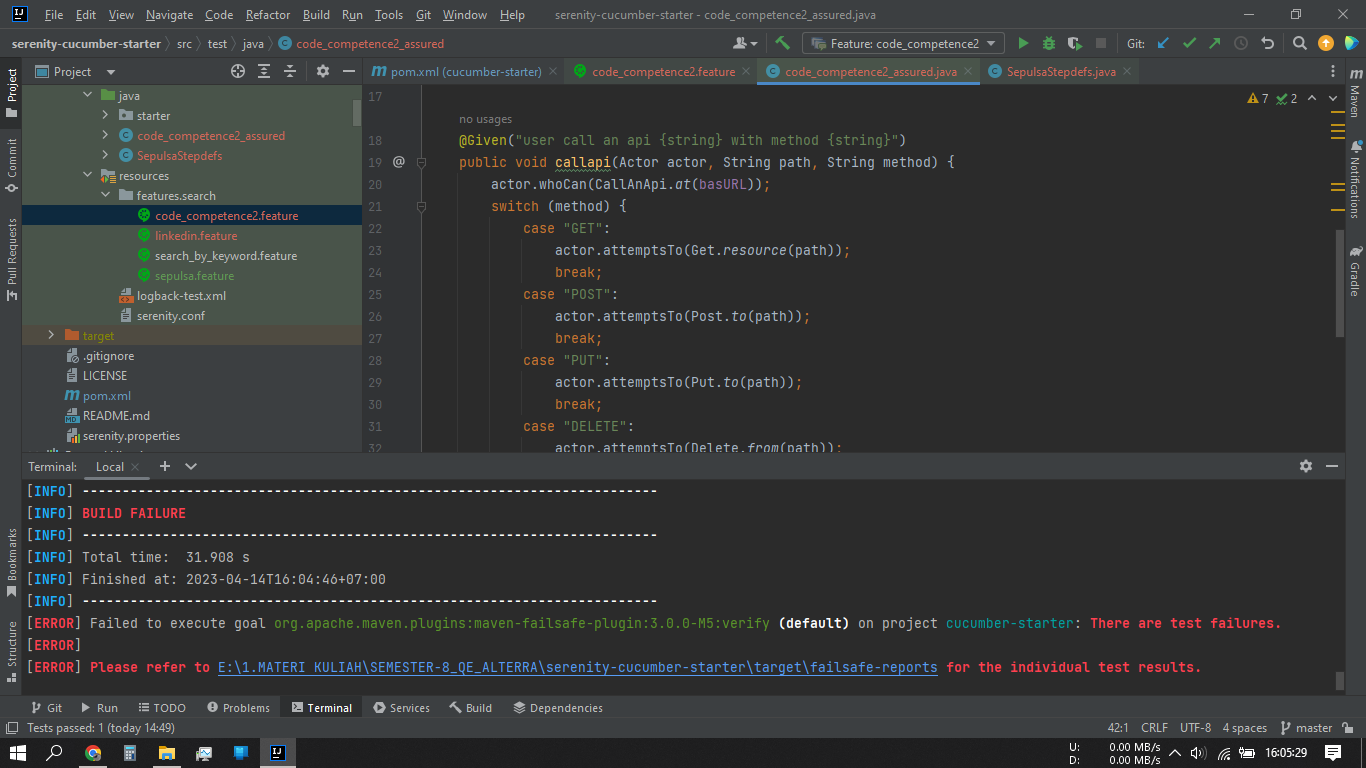 File Edit View Navigate Code Refactor Build Run Tools Git Window Help serenity-cucumber-starter - code_competence2_assured.java
serenity-cucumber-starter src test java code_competence2_assured Feature: code_competence2 Git:
Project
Project
pom.xml (cucumber-starter) code_competence2.feature code_competence2_assured.java SepulsaStepdefs.java
Maven
Commit
Notifications
Pull Requests
Gradle
java
starter
code_competence2_assured
SepulsaStepdefs
resources
features.search
code_competence2.feature
linkedin.feature
search_by_keyword.feature
sepulsa.feature
logback-test.xml
serenity.conf
target
.gitignore
LICENSE
pom.xml
README.md
serenity.properties
7 2
17
no usages
18 @Given("user call an api {string} with method {string}")
19 @ public void callapi(Actor actor, String path, String method) {
20 actor.whoCan(CallAnApi.at(basURL));
21 switch (method) {
22 case "GET":
23 actor.attemptsTo(Get.resource(path));
24 break;
25 case "POST":
26 actor.attemptsTo(Post.to(path));
27 break;
28 case "PUT":
29 actor.attemptsTo(Put.to(path));
30 break;
31 case "DELETE":
32 actor.attemptsTo(Delete.from(path));
Terminal: Local
[INFO] ------------------------------------------------------------------------
[INFO] BUILD FAILURE
[INFO] ------------------------------------------------------------------------
[INFO] Total time:  31.908 s
[INFO] Finished at: 2023-04-14T16:04:46+07:00
[INFO] ------------------------------------------------------------------------
[ERROR] Failed to execute goal org.apache.maven.plugins:maven-failsafe-plugin:3.0.0-M5:verify (default) on project cucumber-starter: There are test failures.
[ERROR]
[ERROR] Please refer to E:\1.MATERI KULIAH\SEMESTER-8_QE_ALTERRA\serenity-cucumber-starter\target\failsafe-reports for the individual test results.
Bookmarks
Structure
Git Run TODO Problems Terminal Services Build Dependencies
Tests passed: 1 (today 14:49) 42:1 CRLF UTF-8 4 spaces master
U: 0.00 MB/s
D: 0.00 MB/s
16:05:29